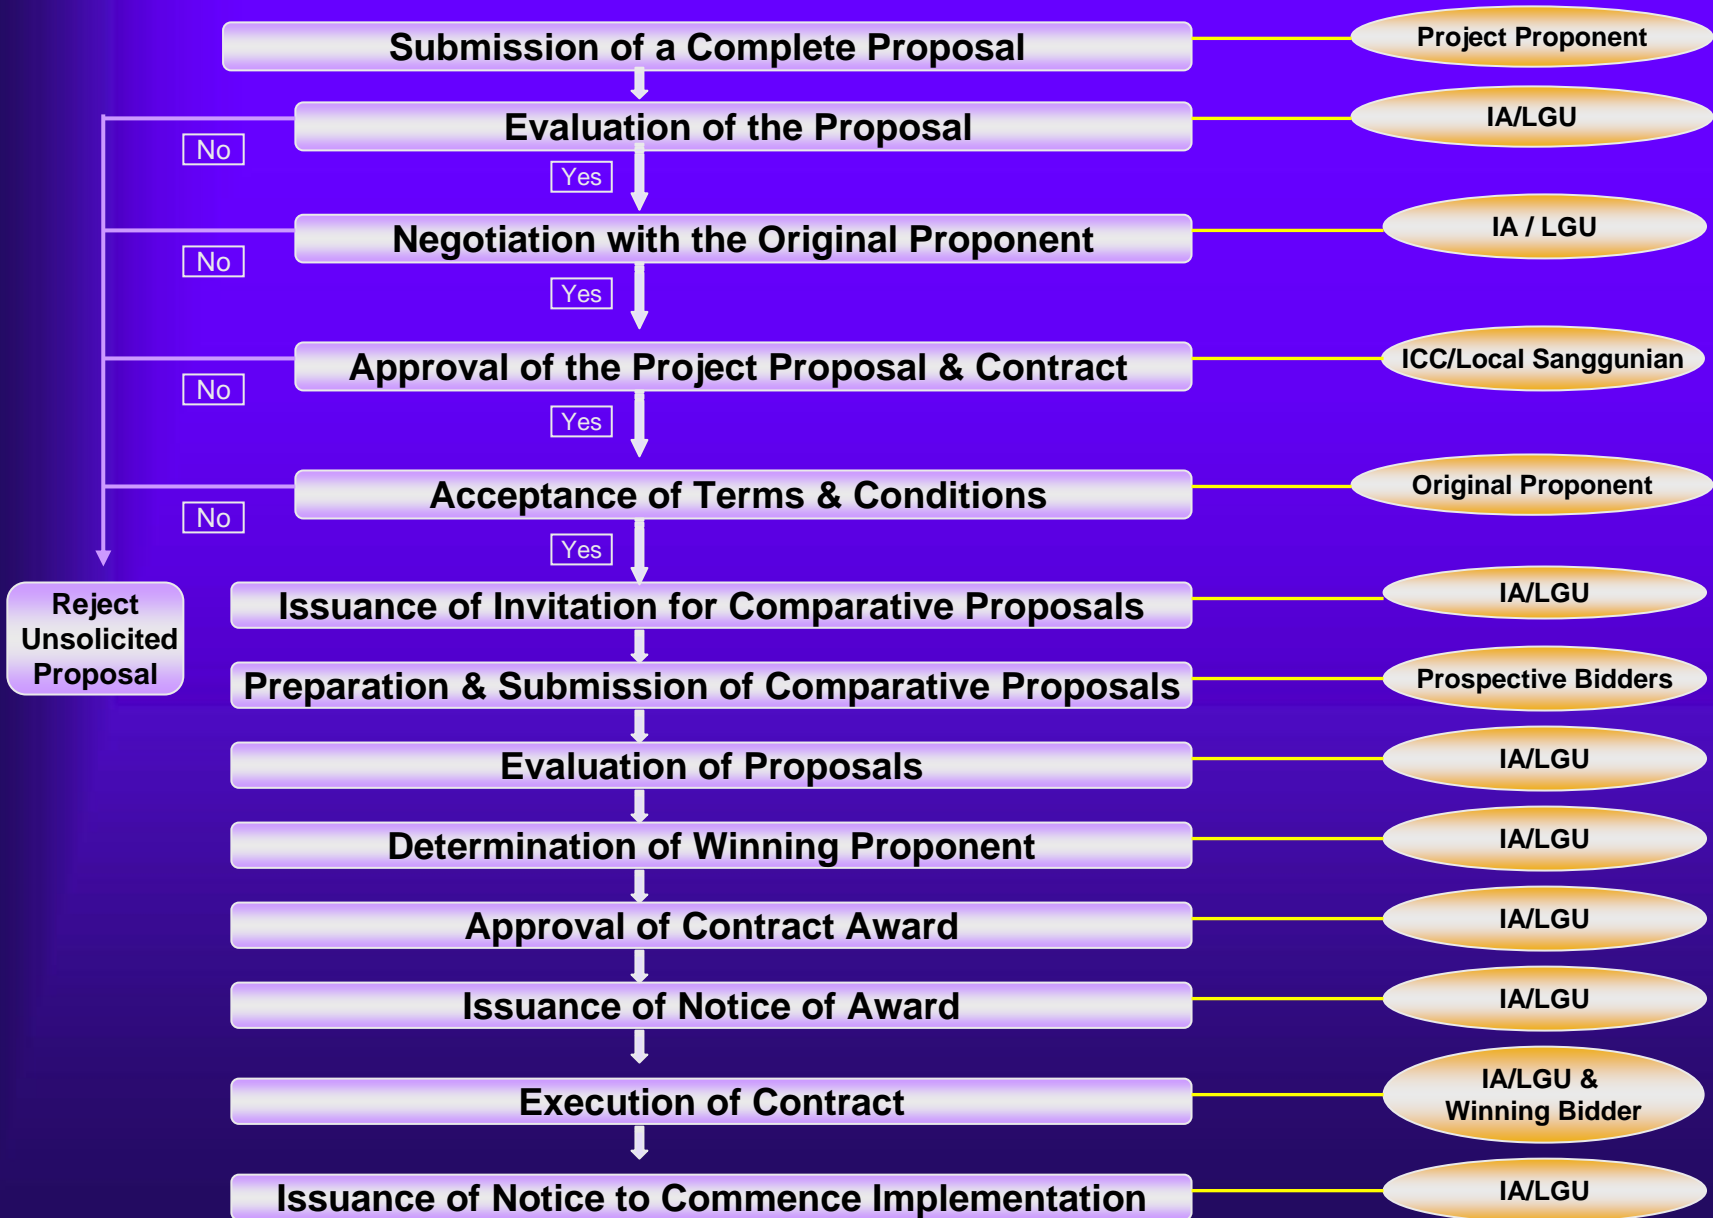 Submission of a Complete Proposal
Project Proponent
Evaluation of the Proposal
IA/LGU
No
Yes
Negotiation with the Original Proponent
IA / LGU
No
Yes
Approval of the Project Proposal & Contract
ICC/Local Sanggunian
No
Yes
Acceptance of Terms & Conditions
Original Proponent
No
Yes
Reject
Unsolicited
Proposal
Issuance of Invitation for Comparative Proposals
IA/LGU
Preparation & Submission of Comparative Proposals
Prospective Bidders
Evaluation of Proposals
IA/LGU
Determination of Winning Proponent
IA/LGU
Approval of Contract Award
IA/LGU
Issuance of Notice of Award
IA/LGU
Execution of Contract
IA/LGU &
Winning Bidder
Issuance of Notice to Commence Implementation
IA/LGU